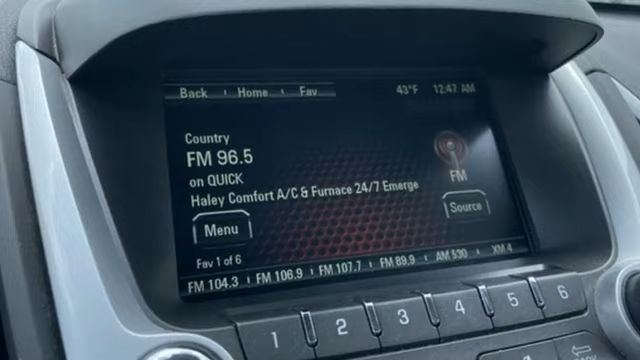 Back Home Fav 43°F 12:47 AM
Country
FM 96.5
on QUICK
Haley Comfort A/C & Furnace 24/7 Emerge
FM
Menu Source
Fav 1 of 6
FM 104.3 FM 106.9 FM 107.7 FM 89.9 AM 530 XM 4
1 2 3 4 5 6